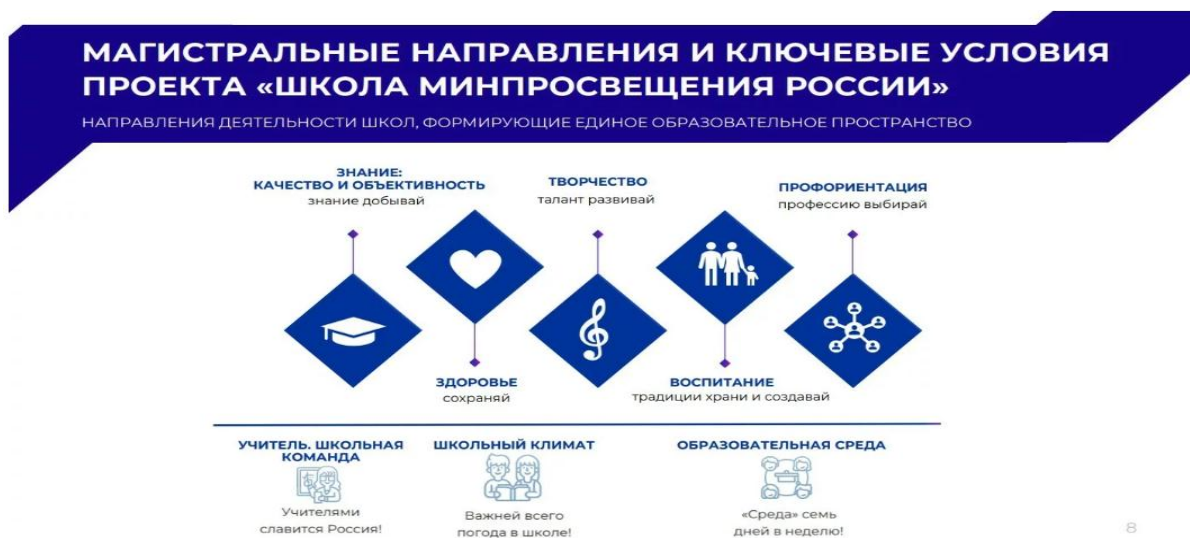 МАГИСТРАЛЬНЫЕ НАПРАВЛЕНИЯ И КЛЮЧЕВЫЕ УСЛОВИЯ
ПРОЕКТА «ШКОЛА МИНПРОСВЕЩЕНИЯ РОССИИ»
НАПРАВЛЕНИЯ ДЕЯТЕЛЬНОСТИ ШКОЛ, ФОРМИРУЮЩИЕ ЕДИНОЕ ОБРАЗОВАТЕЛЬНОЕ ПРОСТРАНСТВО
ЗНАНИЕ:
КАЧЕСТВО И ОБЪЕКТИВНОСТЬ
знание добывай
ТВОРЧЕСТВО
талант развивай
ПРОФОРИЕНТАЦИЯ
профессию выбирай
ЗДОРОВЬЕ
сохраняй
ВОСПИТАНИЕ
традиции храни и создавай
УЧИТЕЛЬ. ШКОЛЬНАЯ
КОМАНДА
Учителями
славится Россия!
ШКОЛЬНЫЙ КЛИМАТ
Важней всего
погода в школе!
ОБРАЗОВАТЕЛЬНАЯ СРЕДА
«Среда» семь
дней в неделю!
8